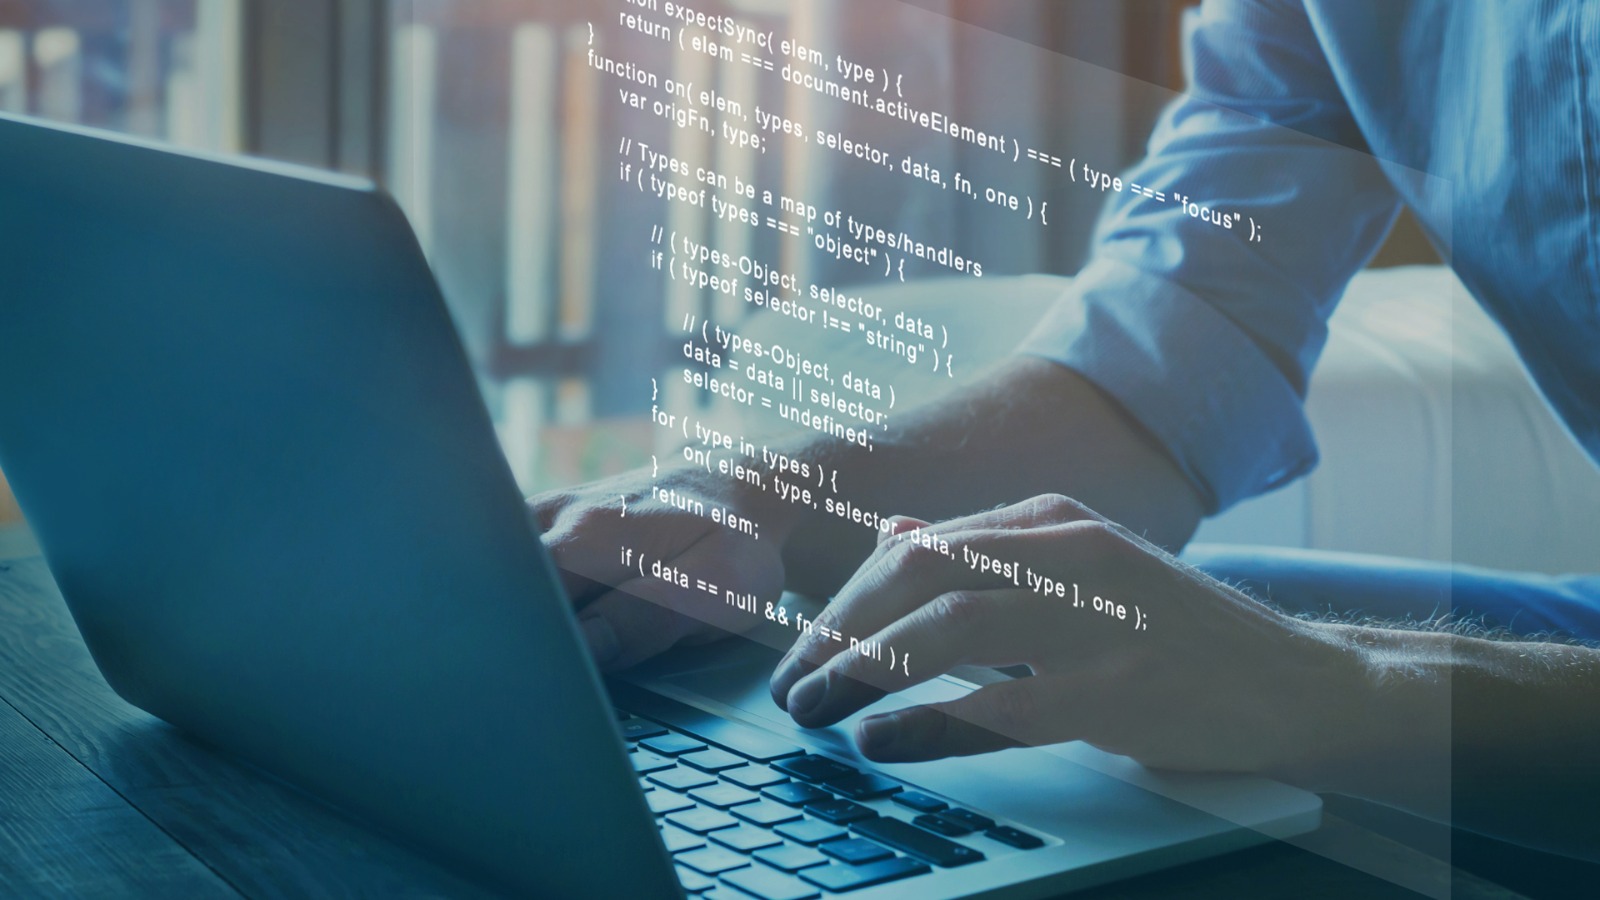 expectSync( elem, type ) {
return ( elem === document.activeElement ) === ( type === "focus" );
}
function on( elem, types, selector, data, fn, one ) {
var origFn, type;
// Types can be a map of types/handlers
if ( typeof types === "object" ) {
// ( types-Object, selector, data )
if ( typeof selector !== "string" ) {
// ( types-Object, data )
data = data || selector;
selector = undefined;
}
for ( type in types ) {
on( elem, type, selector, data, types[ type ], one );
}
return elem;
}
if ( data == null && fn == null ) {